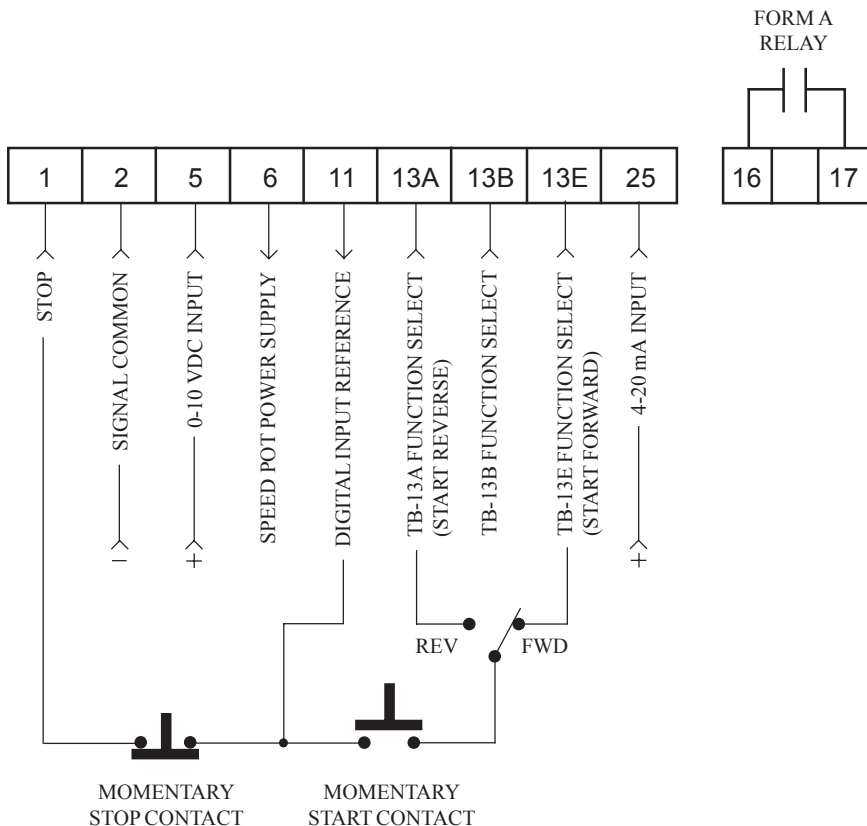 FORM A
RELAY
1 2 5 6 11 13A 13B 13E 25 16 17
STOP
SIGNAL COMMON
0-10 VDC INPUT
SPEED POT POWER SUPPLY
DIGITAL INPUT REFERENCE
TB-13A FUNCTION SELECT
(START REVERSE)
TB-13B FUNCTION SELECT
TB-13E FUNCTION SELECT
(START FORWARD)
4-20 mA INPUT
– + +
REV FWD
MOMENTARY
STOP CONTACT
MOMENTARY
START CONTACT